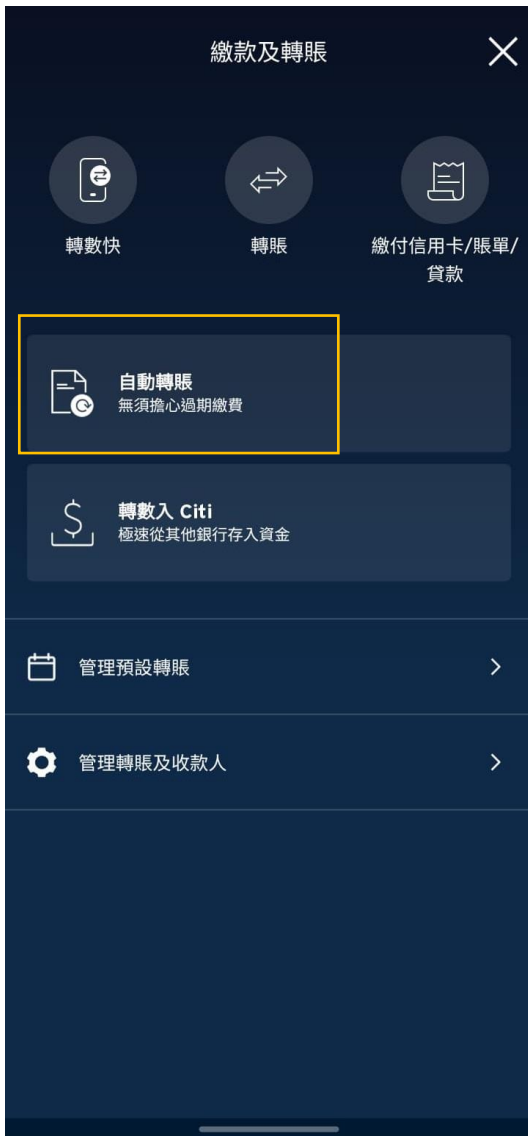 繳款及轉賬
轉數快
轉賬
繳付信用卡/賬單/
貸款
自動轉賬
無須擔心過期繳費
轉數入 Citi
極速從其他銀行存入資金
管理預設轉賬
管理轉賬及收款人